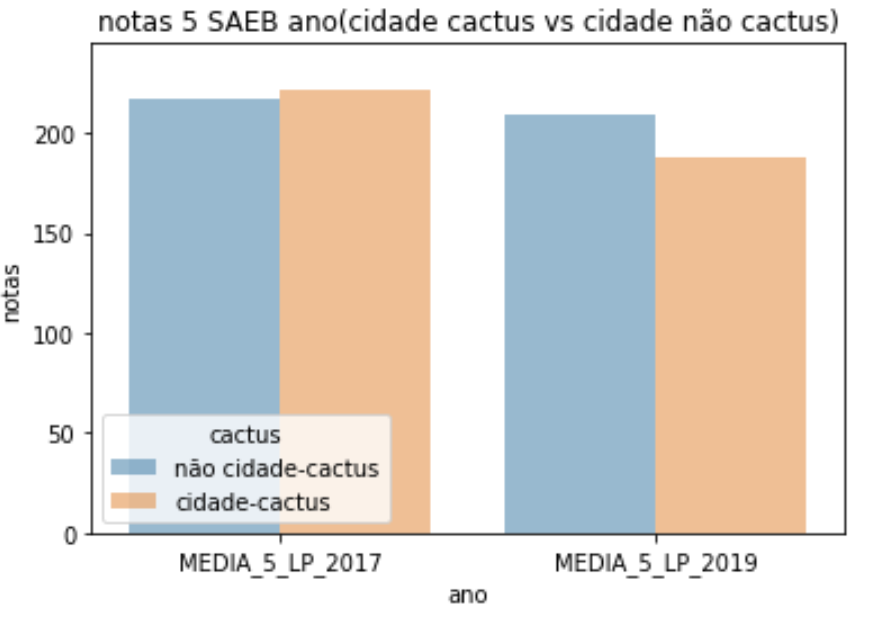 notas 5 SAEB ano(cidade cactus vs cidade não cactus)
notas
200
150
100
50
0
cactus
não cidade-cactus
cidade-cactus
MEDIA_5_LP_2017
MEDIA_5_LP_2019
ano